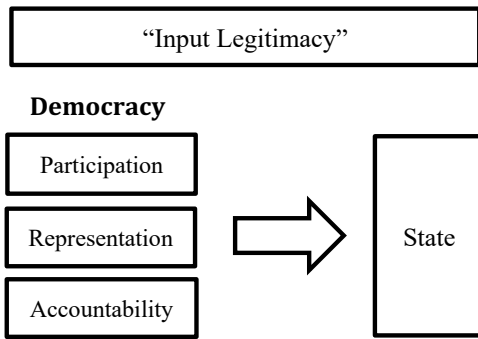 “Input Legitimacy”
Democracy
Participation
Representation
State
Accountability